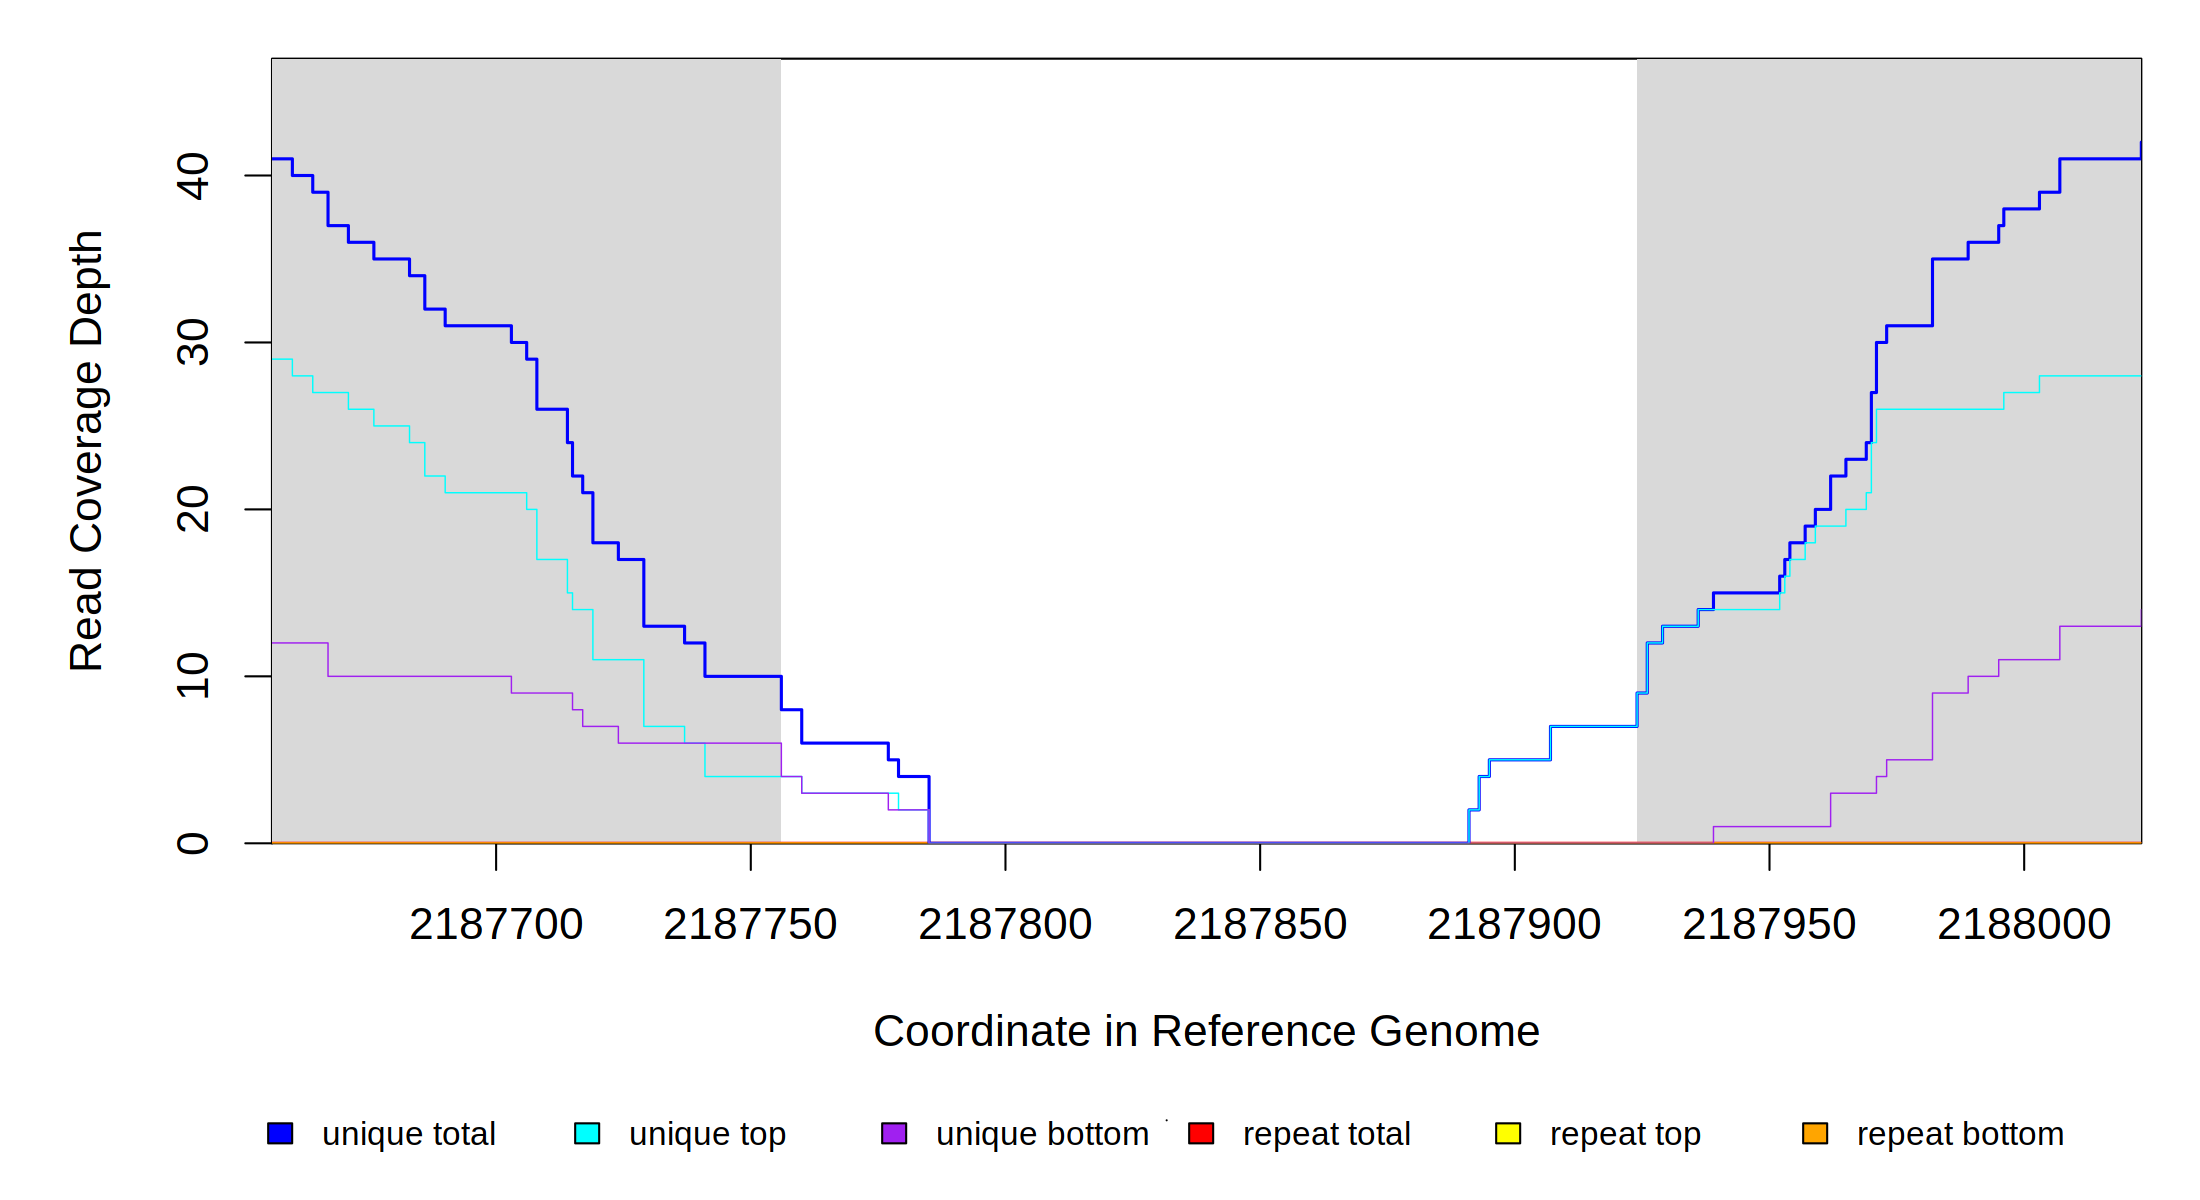 Read Coverage Depth
40
30
20
10
0
2187700 2187750 2187800 2187850 2187900 2187950 2188000
Coordinate in Reference Genome
unique total unique top unique bottom repeat total repeat top repeat bottom